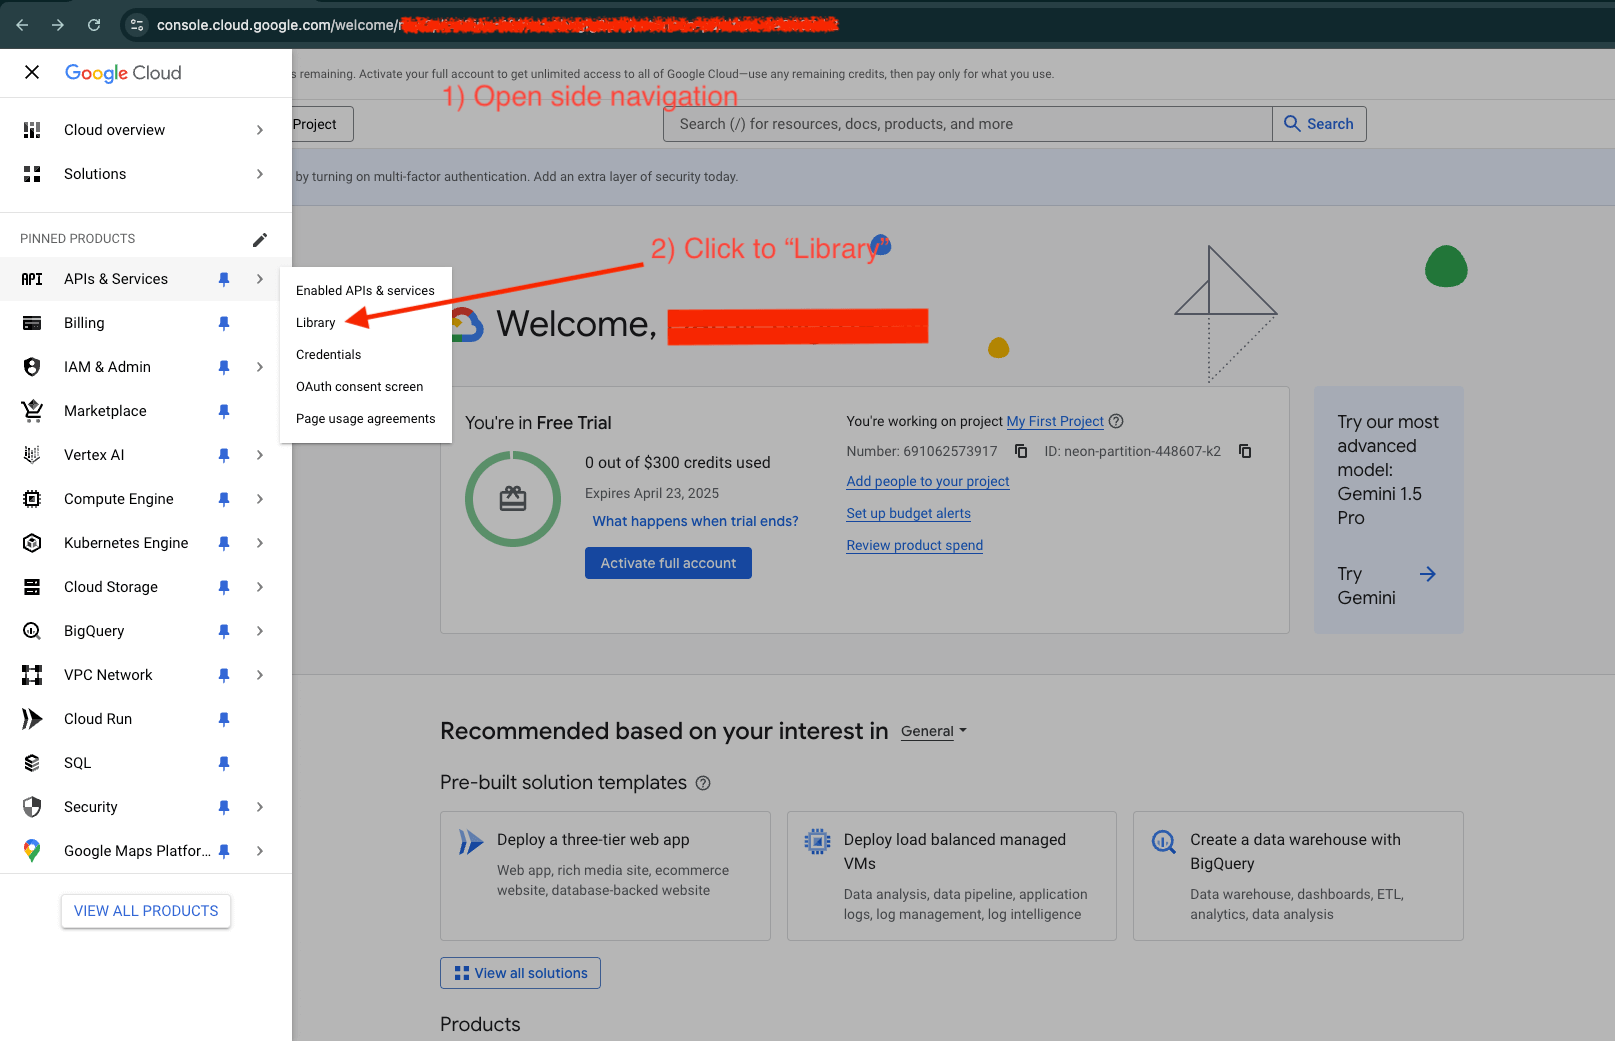 console.cloud.google.com/welcome/
Google Cloud
s remaining. Activate your full account to get unlimited access to all of Google Cloud—use any remaining credits, then pay only for what you use.
1) Open side navigation
Project
Search (/) for resources, docs, products, and more
Search
by turning on multi-factor authentication. Add an extra layer of security today.
Cloud overview
Solutions
PINNED PRODUCTS
API APIs & Services
Billing
IAM & Admin
Marketplace
Vertex AI
Compute Engine
Kubernetes Engine
Cloud Storage
BigQuery
VPC Network
Cloud Run
SQL
Security
Google Maps Platfor...
VIEW ALL PRODUCTS
Enabled APIs & services
Library
Credentials
OAuth consent screen
Page usage agreements
2) Click to “Library”
Welcome,
You're in Free Trial
0 out of $300 credits used
Expires April 23, 2025
What happens when trial ends?
Activate full account
You're working on project My First Project
Number: 691062573917 ID: neon-partition-448607-k2
Add people to your project
Set up budget alerts
Review product spend
Try our most
advanced
model:
Gemini 1.5
Pro
Try
Gemini
Recommended based on your interest in General
Pre-built solution templates
Deploy a three-tier web app
Web app, rich media site, ecommerce
website, database-backed website
Deploy load balanced managed
VMs
Data analysis, data pipeline, application
logs, log management, log intelligence
Create a data warehouse with
BigQuery
Data warehouse, dashboards, ETL,
analytics, data analysis
View all solutions
Products